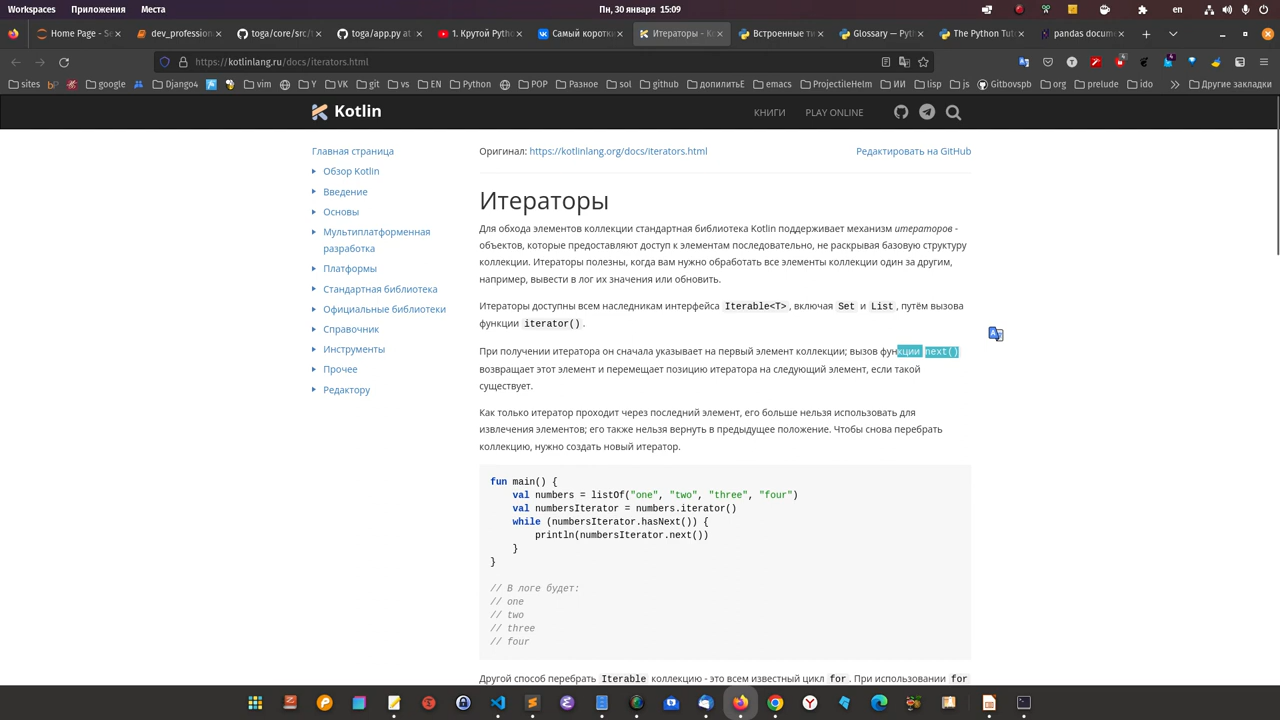 Workspaces Приложения Места Пн, 30 января 15:09 en
Home Page - Se dev_profession toga/core/src/ toga/app.py at 1. Крутой Pyth Самый коротк Итераторы - Ko Встроенные ти Glossary — Pyt The Python Tut pandas docume
https://kotlinlang.ru/docs/iterators.html
sites bp google Django4 vim VK git vs EN Python POP Разное sol github допилитьЕ emacs ProjectileHelm ИИ lisp js Gitbovspb org prelude ido Другие закладки
Kotlin КНИГИ PLAY ONLINE
Главная страница
Обзор Kotlin
Введение
Основы
Мультиплатформенная
разработка
Платформы
Стандартная библиотека
Официальные библиотеки
Справочник
Инструменты
Прочее
Редактору
Оригинал: https://kotlinlang.org/docs/iterators.html Редактировать на GitHub
Итераторы
Для обхода элементов коллекции стандартная библиотека Kotlin поддерживает механизм итераторов -
объектов, которые предоставляют доступ к элементам последовательно, не раскрывая базовую структуру
коллекции. Итераторы полезны, когда вам нужно обработать все элементы коллекции один за другим,
например, вывести в лог их значения или обновить.
Итераторы доступны всем наследникам интерфейса Iterable<T>, включая Set и List, путём вызова
функции iterator().
При получении итератора он сначала указывает на первый элемент коллекции; вызов функции next()
возвращает этот элемент и перемещает позицию итератора на следующий элемент, если такой
существует.
Как только итератор проходит через последний элемент, его больше нельзя использовать для
извлечения элементов; его также нельзя вернуть в предыдущее положение. Чтобы снова перебрать
коллекцию, нужно создать новый итератор.
fun main() {
    val numbers = listOf("one", "two", "three", "four")
    val numbersIterator = numbers.iterator()
    while (numbersIterator.hasNext()) {
        println(numbersIterator.next())
    }
}
// В логе будет:
// one
// two
// three
// four
Другой способ перебрать Iterable коллекцию - это всем известный цикл for. При использовании for